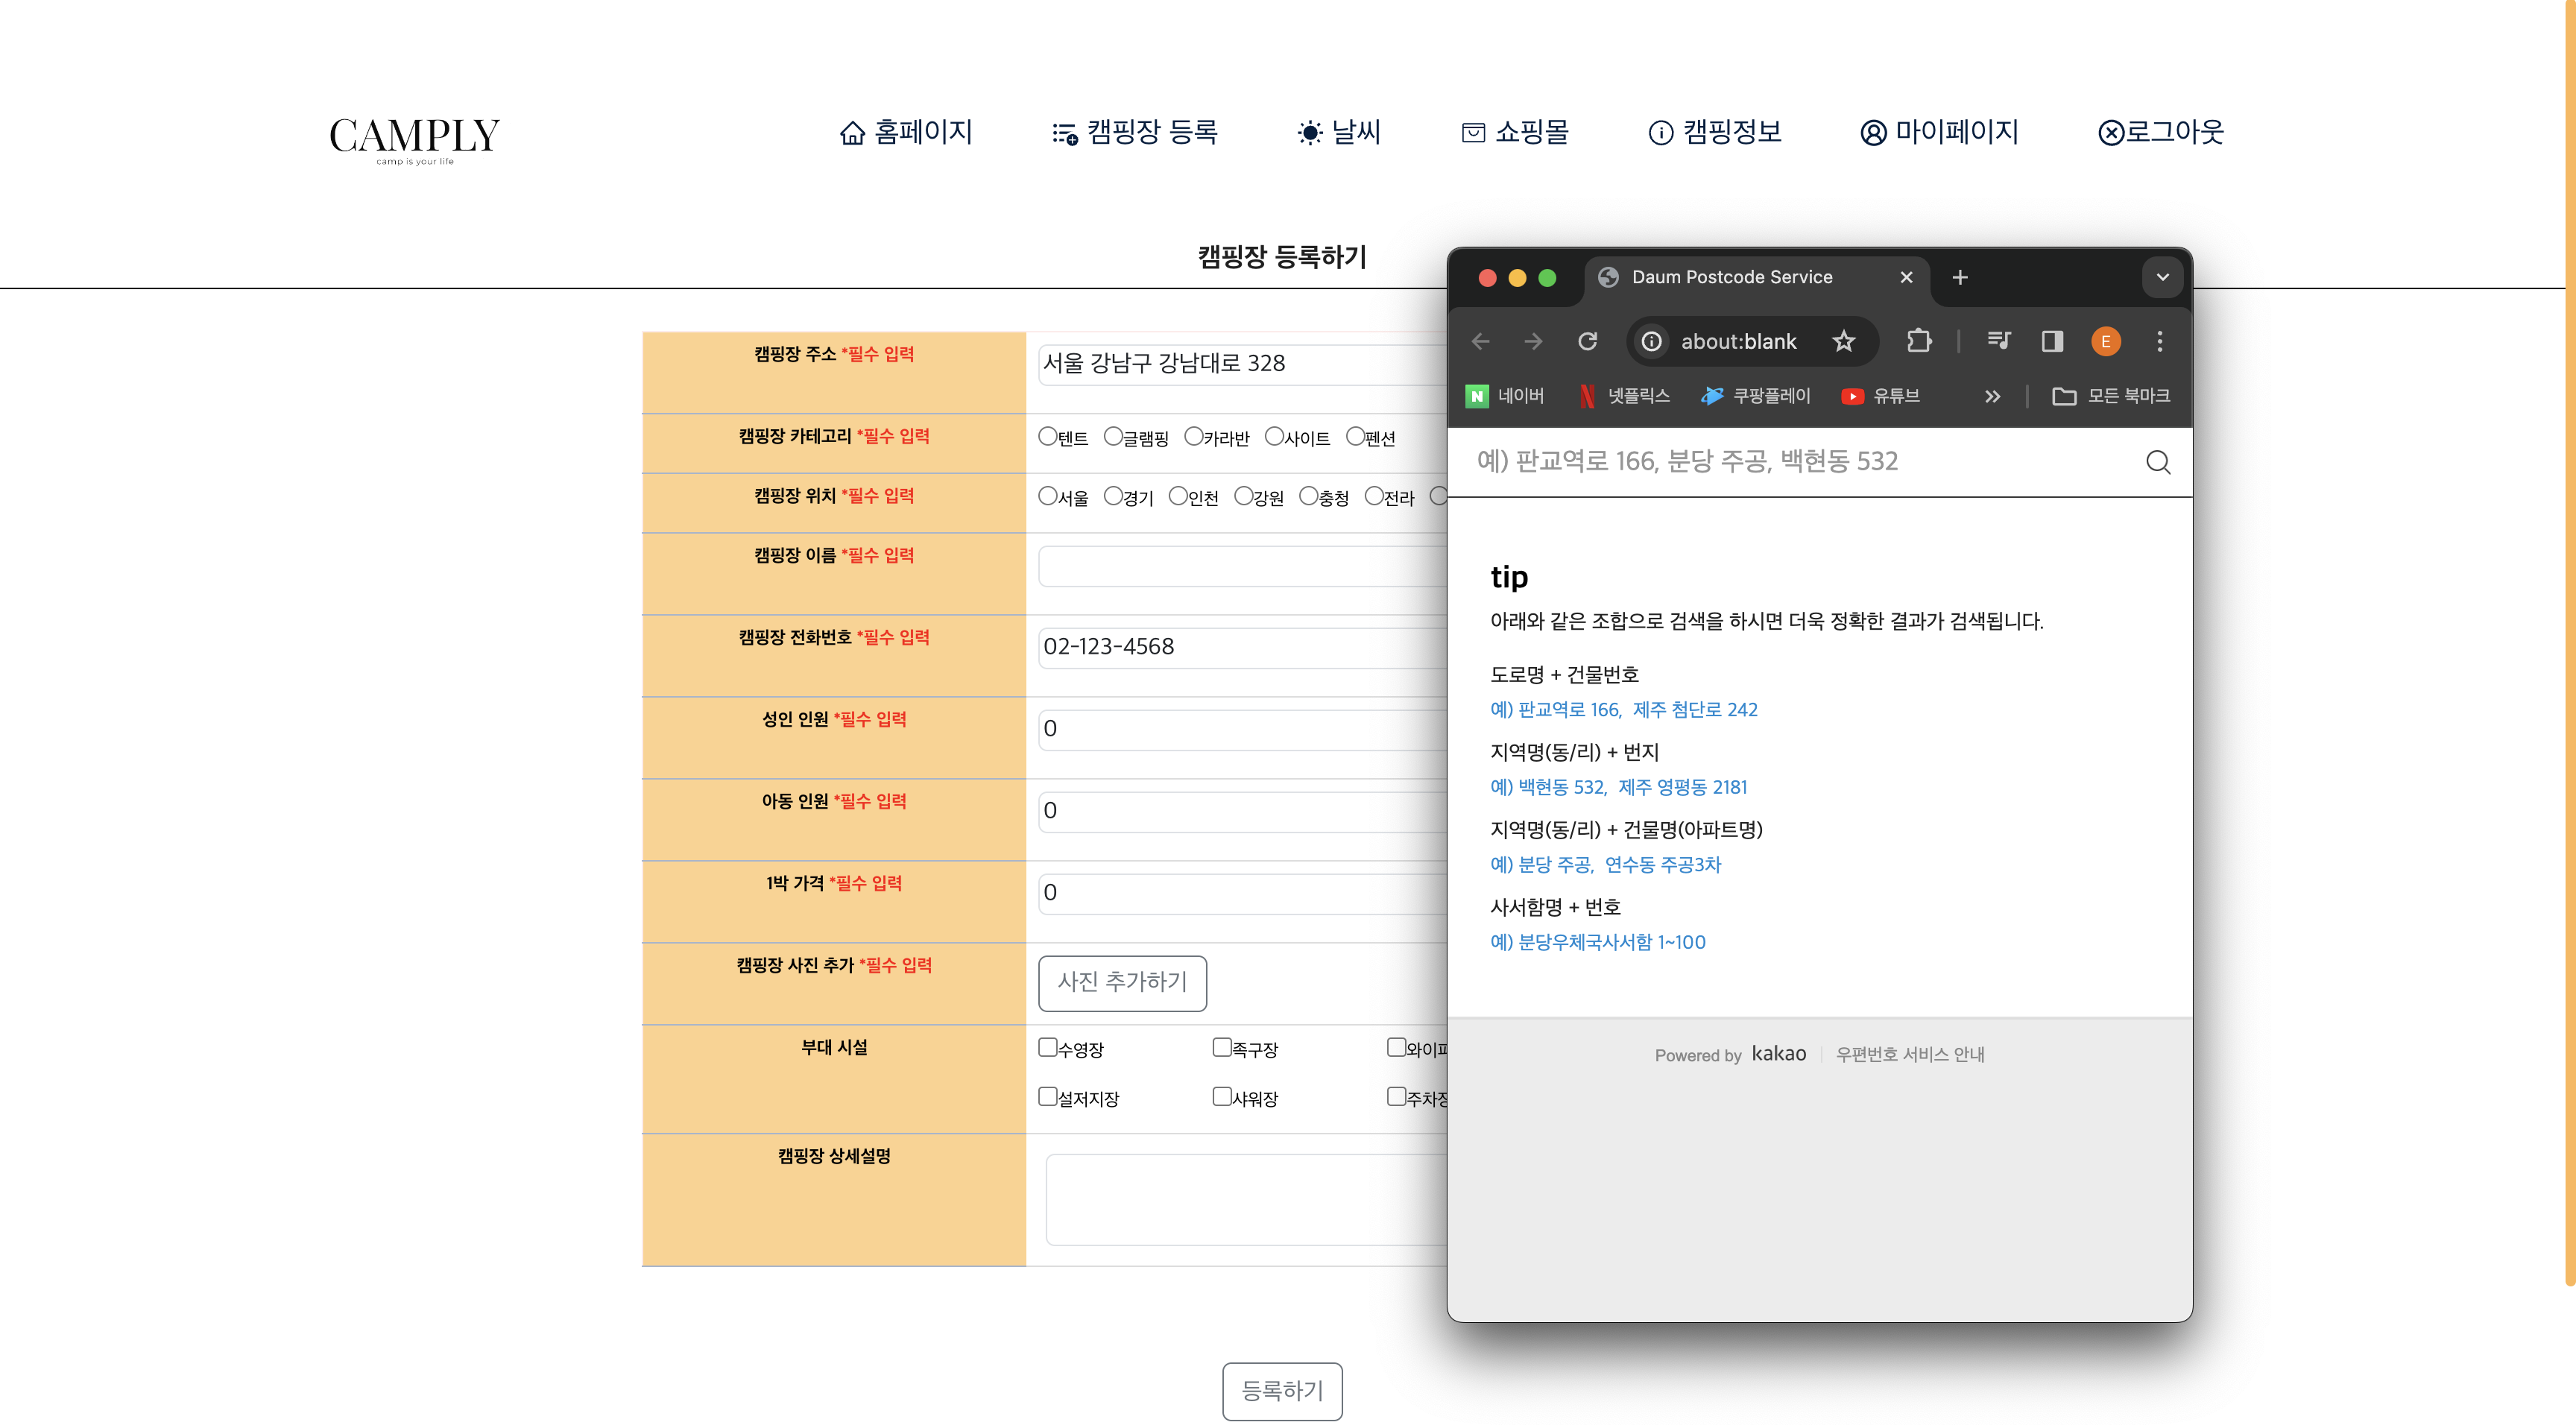 CAMPLY
camp is your life
홈페이지 캠핑장 등록 날씨 쇼핑몰 캠핑정보 마이페이지 로그아웃
캠핑장 등록하기
캠핑장 주소 *필수 입력
서울 강남구 강남대로 328
캠핑장 카테고리 *필수 입력
텐트 글램핑 카라반 사이트 펜션
캠핑장 위치 *필수 입력
서울 경기 인천 강원 충청 전라
캠핑장 이름 *필수 입력
캠핑장 전화번호 *필수 입력
02-123-4568
성인 인원 *필수 입력
0
아동 인원 *필수 입력
0
1박 가격 *필수 입력
0
캠핑장 사진 추가 *필수 입력
사진 추가하기
부대 시설
수영장 족구장 와이파
설저지장 샤워장 주차장
캠핑장 상세설명
등록하기
Daum Postcode Service
about:blank
E
N 네이버 넷플릭스 쿠팡플레이 유튜브 » 모든 북마크
예) 판교역로 166, 분당 주공, 백현동 532
tip
아래와 같은 조합으로 검색을 하시면 더욱 정확한 결과가 검색됩니다.
도로명 + 건물번호
예) 판교역로 166, 제주 첨단로 242
지역명(동/리) + 번지
예) 백현동 532, 제주 영평동 2181
지역명(동/리) + 건물명(아파트명)
예) 분당 주공, 연수동 주공3차
사서함명 + 번호
예) 분당우체국사서함 1~100
Powered by kakao 우편번호 서비스 안내